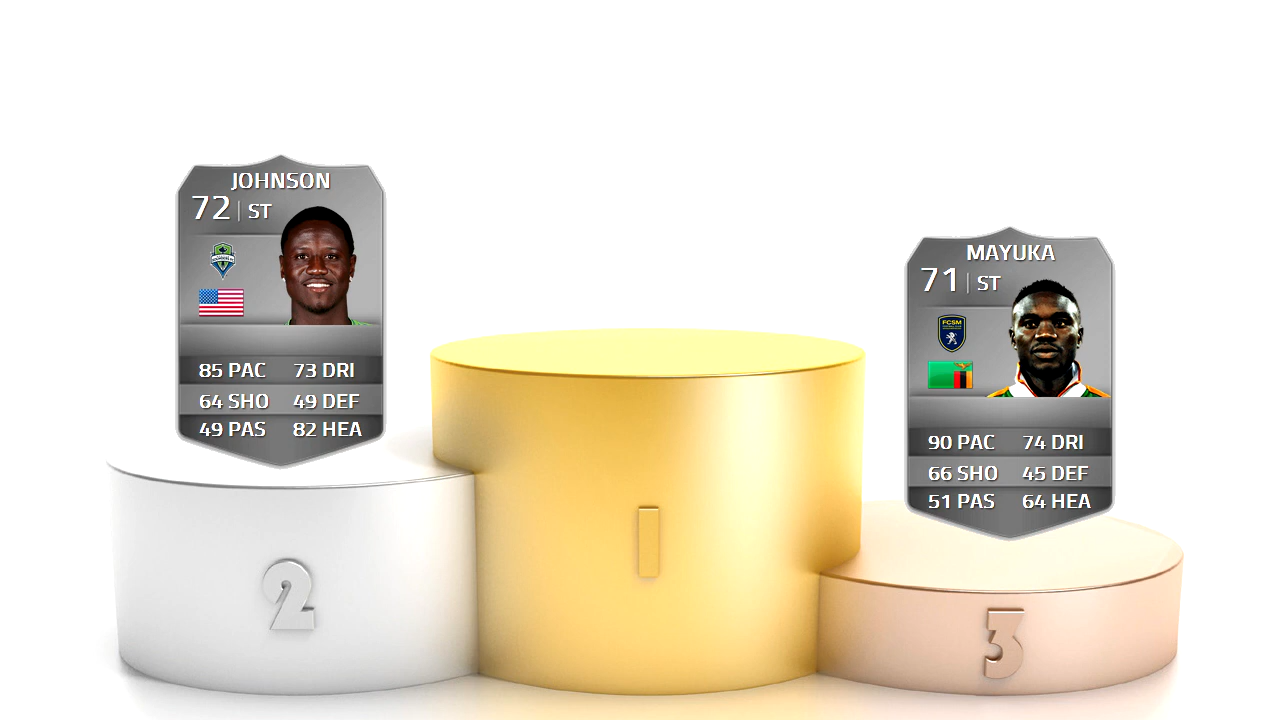 JOHNSON
72 | ST
85 PAC 73 DRI
64 SHO 49 DEF
49 PAS 82 HEA
MAYUKA
71 | ST
FCSM
90 PAC 74 DRI
66 SHO 45 DEF
51 PAS 64 HEA
1
2
3